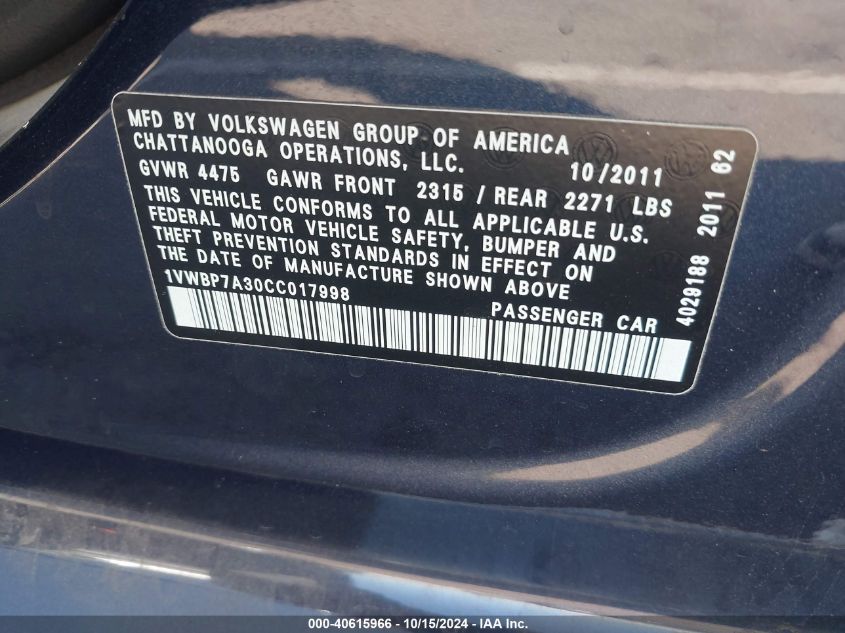 MFD BY VOLKSWAGEN GROUP OF AMERICA
CHATTANOOGA OPERATIONS, LLC. 10/2011
GVWR 4475 GAWR FRONT 2315 / REAR 2271 LBS
THIS VEHICLE CONFORMS TO ALL APPLICABLE U.S.
FEDERAL MOTOR VEHICLE SAFETY, BUMPER AND
THEFT PREVENTION STANDARDS IN EFFECT ON
THE DATE OF MANUFACTURE SHOWN ABOVE
1VWBP7A30CC017998
PASSENGER CAR
4029188 2011 62
000-40615966 - 10/15/2024 - IAAI Inc.